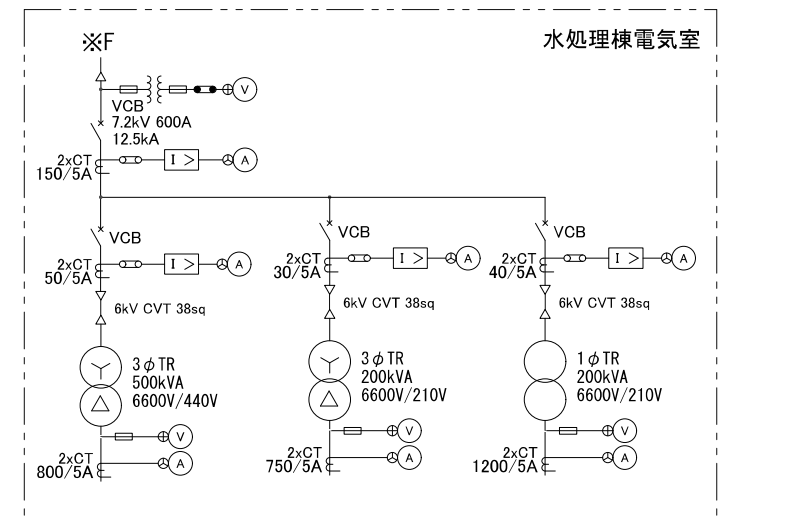 ※F
水処理棟電気室
V
VCB
7.2kV 600A
12.5kA
2xCT
150/5A
I >
A
VCB
2xCT
50/5A
I >
A
6kV CVT 38sq
3φTR
500kVA
6600V/440V
V
2xCT
800/5A
A
VCB
2xCT
30/5A
I >
A
6kV CVT 38sq
3φTR
200kVA
6600V/210V
V
2xCT
750/5A
A
VCB
2xCT
40/5A
I >
A
6kV CVT 38sq
1φTR
200kVA
6600V/210V
V
2xCT
1200/5A
A